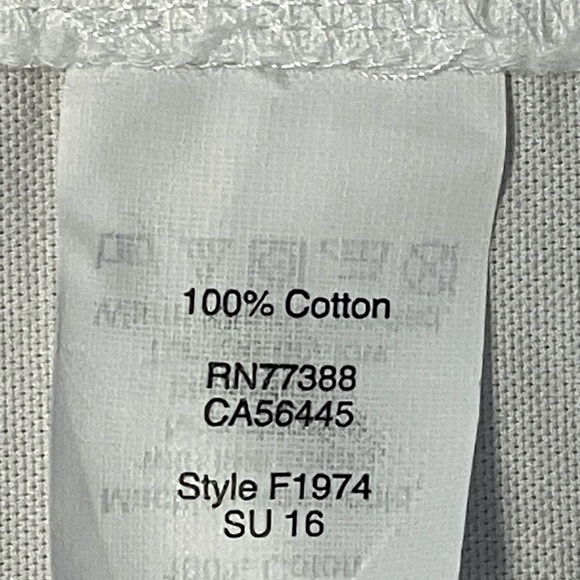 100% Cotton
RN77388
CA56445
Style F1974
SU 16